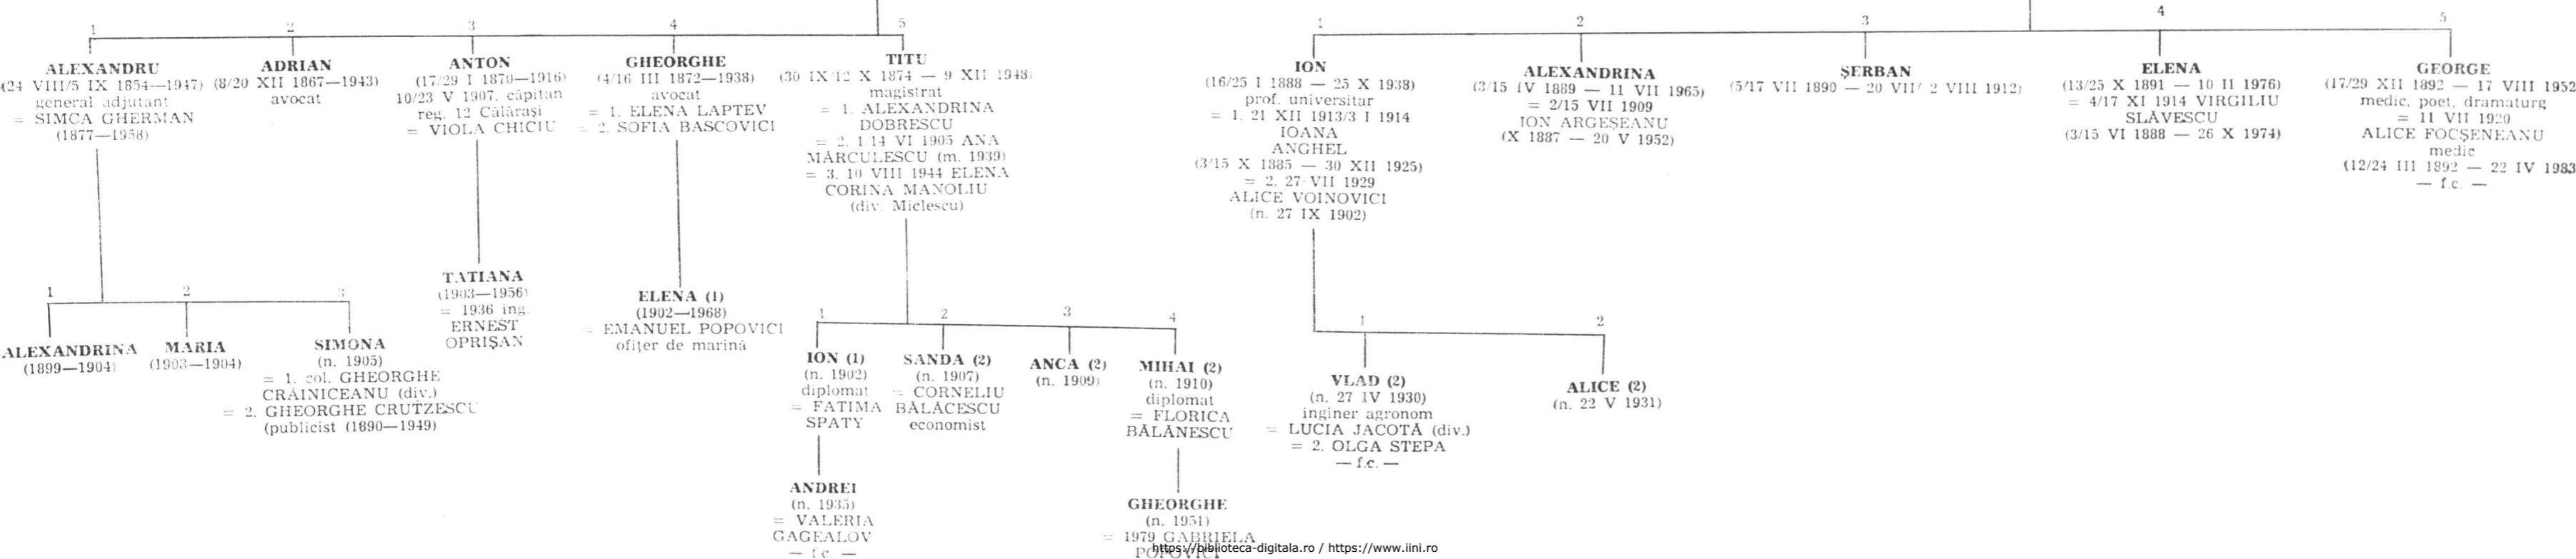 1
2
3
4
5
ALEXANDRU
(24 VIII/5 IX 1854—1947)
general adjutant
= SIMCA GHERMAN
(1877—1958)
ADRIAN
(8/20 XII 1867—1943)
avocat
ANTON
(17/29 I 1870—1916)
10/23 V 1907, căpitan
reg. 12 Călărași
= VIOLA CHICIU
GHEORGHE
(4/16 III 1872—1938)
avocat
= 1. ELENA LAPTEV
= 2. SOFIA BASCOVICI
TITU
(30 IX/12 X 1874 — 9 XII 1948)
magistrat
= 1. ALEXANDRINA
DOBRESCU
= 2. 1/14 VI 1905 ANA
MĂRCULESCU (m. 1939)
= 3. 10 VIII 1944 ELENA
CORINA MANOLIU
(div. Miclescu)
1
2
3
ALEXANDRINA
(1899—1904)
MARIA
(1903—1904)
SIMONA
(n. 1905)
= 1. col. GHEORGHE
CRĂINICEANU (div.)
= 2. GHEORGHE CRUTZESCU
(publicist (1890—1949)
TATIANA
(1903—1956)
= 1936 ing.
ERNEST
OPRIȘAN
ELENA (1)
(1902—1968)
= EMANUEL POPOVICI
ofițer de marină
1
2
3
4
ION (1)
(n. 1902)
diplomat
= FATIMA
SPATY
SANDA (2)
(n. 1907)
= CORNELIU
BĂLĂCESCU
economist
ANCA (2)
(n. 1909)
MIHAI (2)
(n. 1910)
diplomat
= FLORICA
BĂLĂNESCU
ANDREI
(n. 1935)
= VALERIA
GAGEALOV
— f.c. —
GHEORGHE
(n. 1951)
= 1979 GABRIELA
POPOVICI
1
2
3
4
5
ION
(16/25 I 1888 — 25 X 1938)
prof. universitar
= 1. 21 XII 1913/3 I 1914
IOANA
ANGHEL
(3/15 X 1885 — 30 XII 1925)
= 2. 27 VII 1929
ALICE VOINOVICI
(n. 27 IX 1902)
ALEXANDRINA
(3/15 IV 1889 — 11 VII 1965)
= 2/15 VII 1909
ION ARGEȘEANU
(X 1887 — 20 V 1952)
ȘERBAN
(5/17 VII 1890 — 20 VII/ 2 VIII 1912)
ELENA
(13/25 X 1891 — 10 II 1976)
= 4/17 XI 1914 VIRGILIU
SLĂVESCU
(3/15 VI 1888 — 26 X 1974)
GEORGE
(17/29 XII 1892 — 17 VIII 1952
medic, poet, dramaturg
= 11 VII 1920
ALICE FOCȘENEANU
medic
(12/24 III 1892 — 22 IV 1983
— f.c. —
1
2
VLAD (2)
(n. 27 IV 1930)
inginer agronom
= LUCIA JACOTĂ (div.)
= 2. OLGA STEPA
— f.c. —
ALICE (2)
(n. 22 V 1931)
https://biblioteca-digitala.ro / https://www.iini.ro